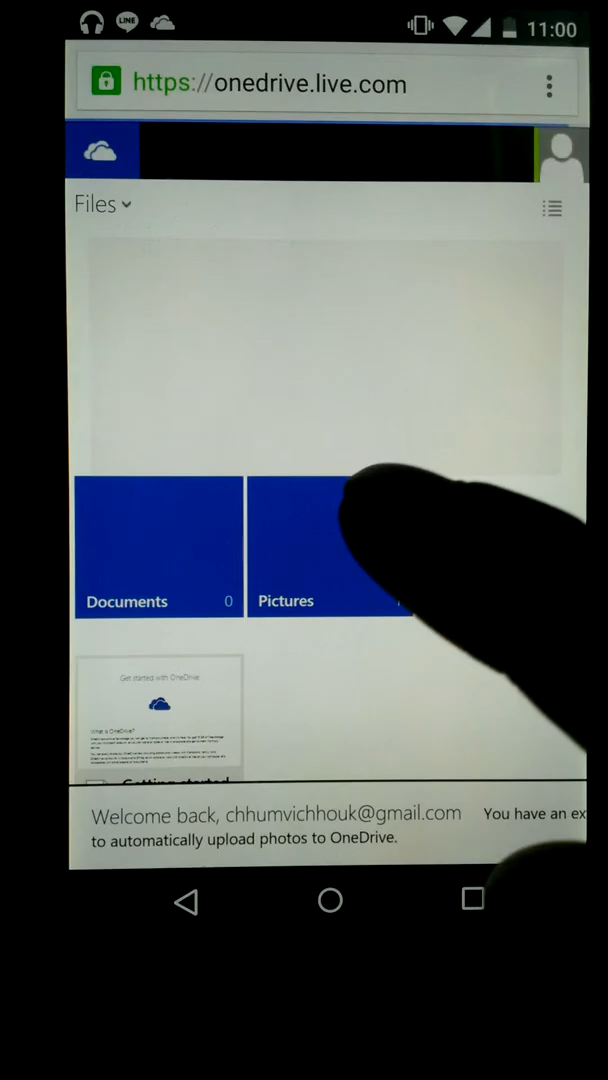 LINE
11:00
https://onedrive.live.com
Files
Documents 0
Pictures
Get started with OneDrive
What is OneDrive?
Getting started
Welcome back, chhumvichhouk@gmail.com You have an ex
to automatically upload photos to OneDrive.